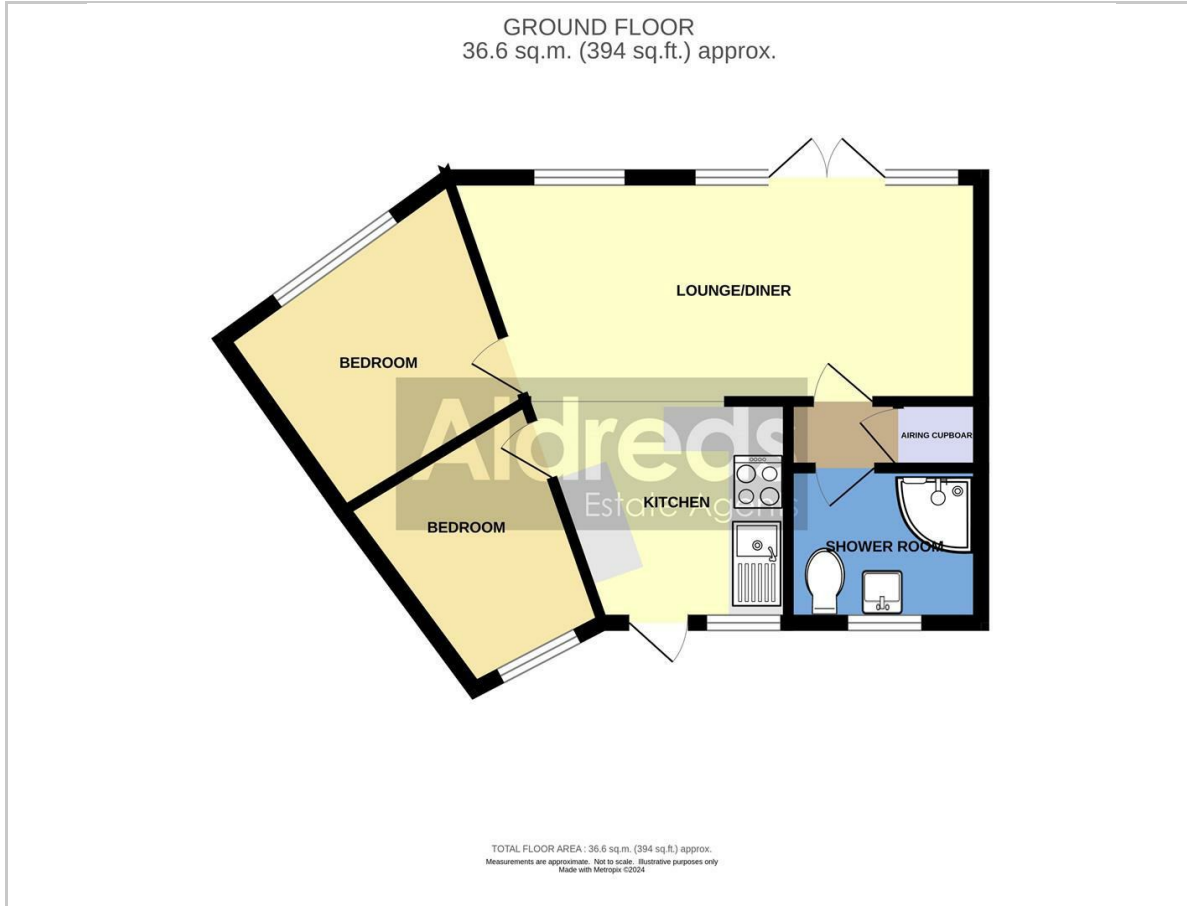 GROUND FLOOR
36.6 sq.m. (394 sq.ft.) approx.
LOUNGE/DINER
BEDROOM
Aldreds
Estate Agents
AIRING CUPBOAR
KITCHEN
BEDROOM
SHOWER ROOM
TOTAL FLOOR AREA : 36.6 sq.m. (394 sq.ft.) approx.
Measurements are approximate. Not to scale. Illustrative purposes only
Made with Metropix ©2024